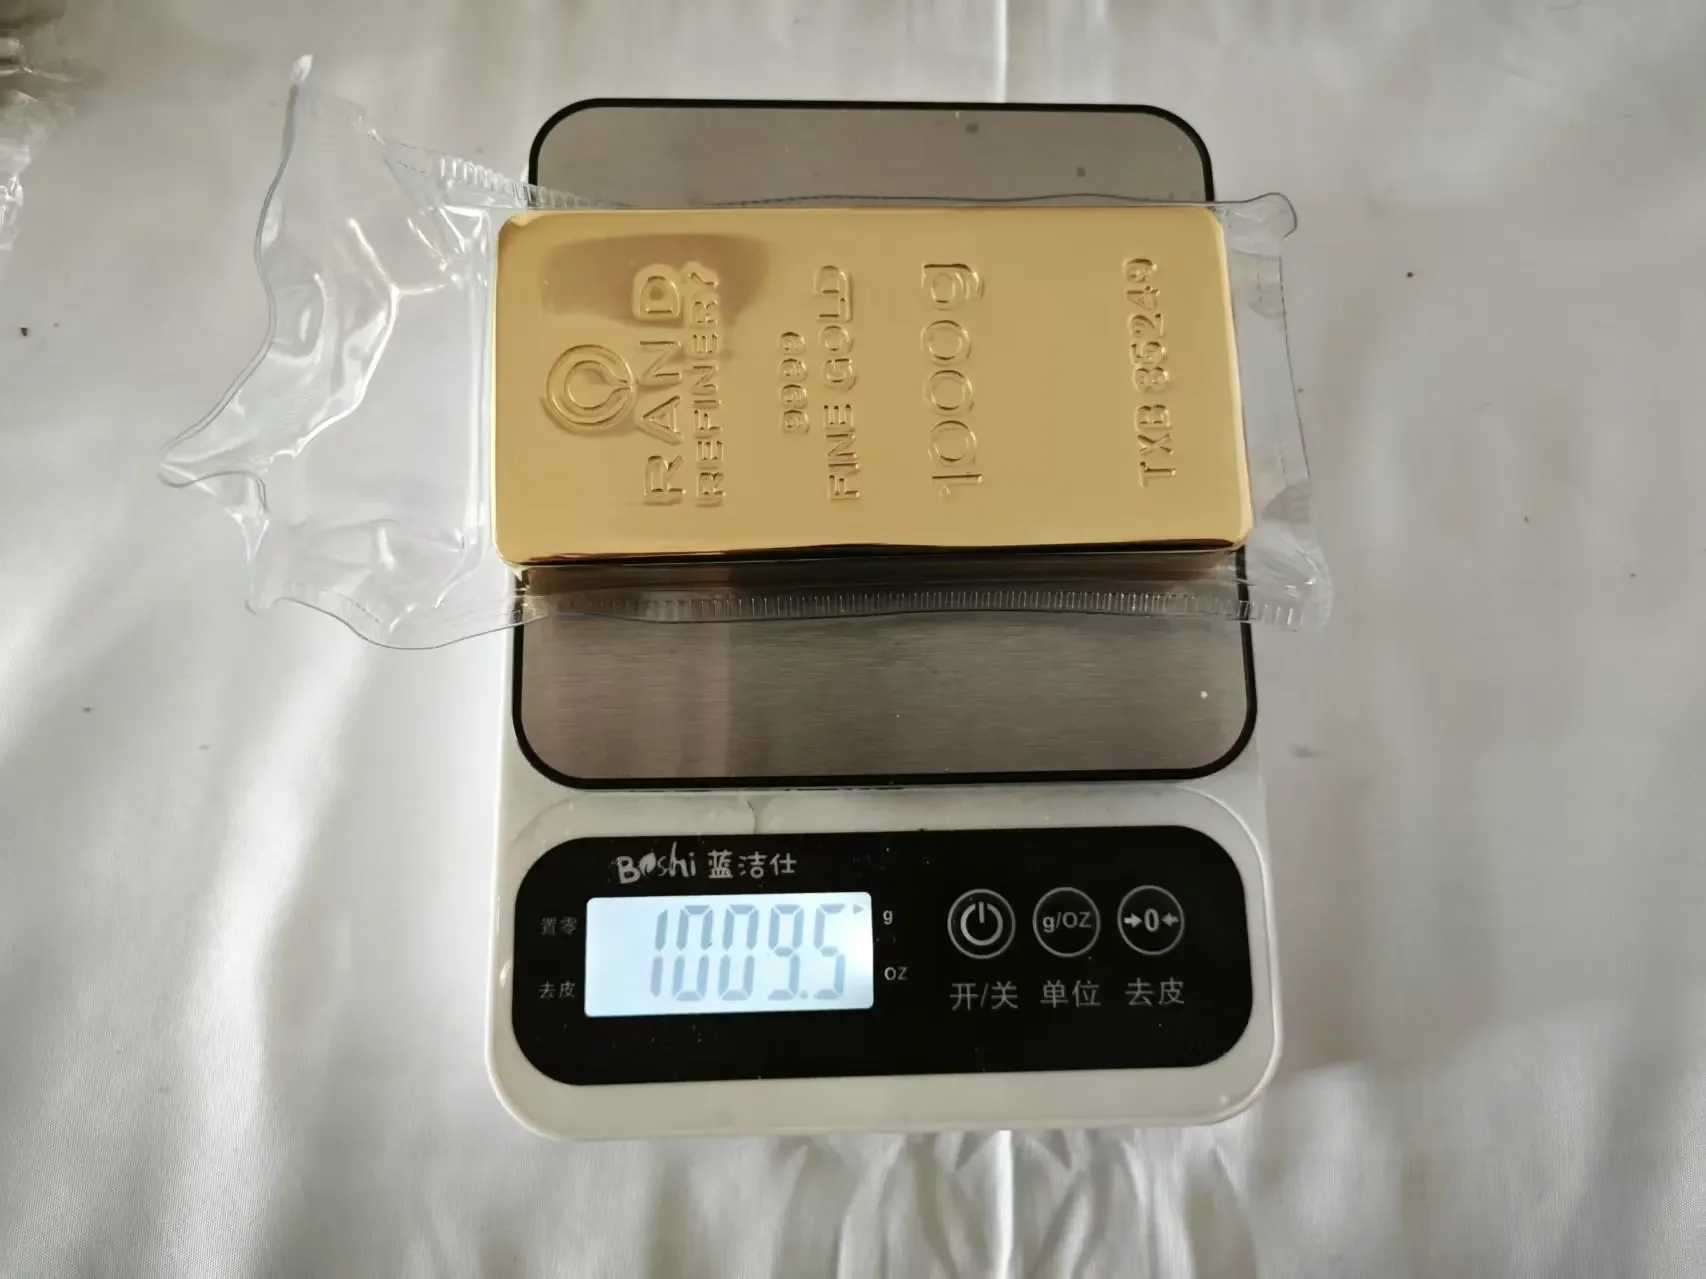 RAND
REFINERY
9999
FINE GOLD
1000g
TXB 85249
Boshi 蓝洁仕
置零
去皮
1009.5
g
oz
g/OZ
→0←
开/关
单位
去皮